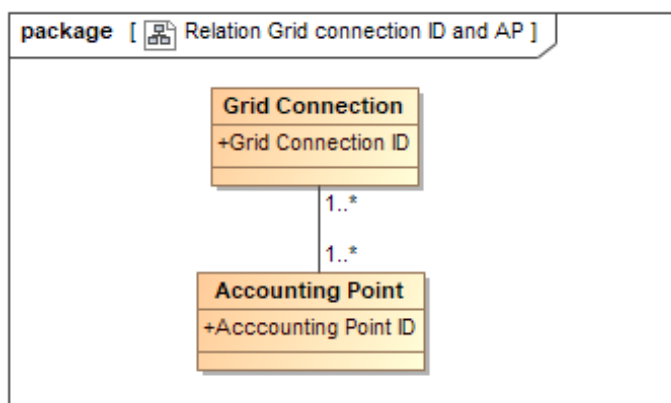 package [ Relation Grid connection ID and AP ]
Grid Connection
+Grid Connection ID
1..*
1..*
Accounting Point
+Acccounting Point ID